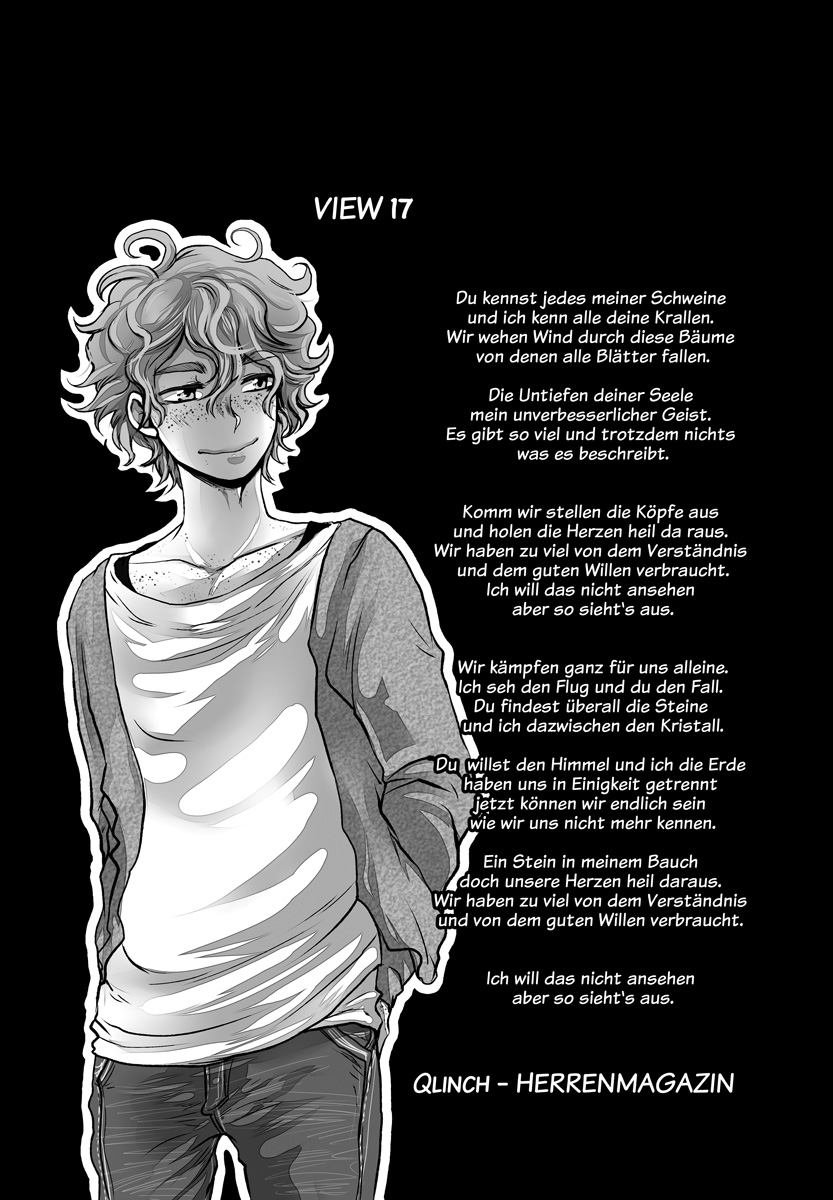 VIEW 17
Du kennst jedes meiner Schweine
und ich kenn alle deine Krallen.
Wir wehen Wind durch diese Bäume
von denen alle Blätter fallen.
Die Untiefen deiner Seele
mein unverbesserlicher Geist.
Es gibt so viel und trotzdem nichts
was es beschreibt.
Komm wir stellen die Köpfe aus
und holen die Herzen heil da raus.
Wir haben zu viel von dem Verständnis
und dem guten Willen verbraucht.
Ich will das nicht ansehen
aber so sieht's aus.
Wir kämpfen ganz für uns alleine.
Ich seh den Flug und du den Fall.
Du findest überall die Steine
und ich dazwischen den Kristall.
Du willst den Himmel und ich die Erde
haben uns in Einigkeit getrennt
jetzt können wir endlich sein
wie wir uns nicht mehr kennen.
Ein Stein in meinem Bauch
doch unsere Herzen heil daraus.
Wir haben zu viel von dem Verständnis
und von dem guten Willen verbraucht.
Ich will das nicht ansehen
aber so sieht's aus.
QLINCH - HERRENMAGAZIN